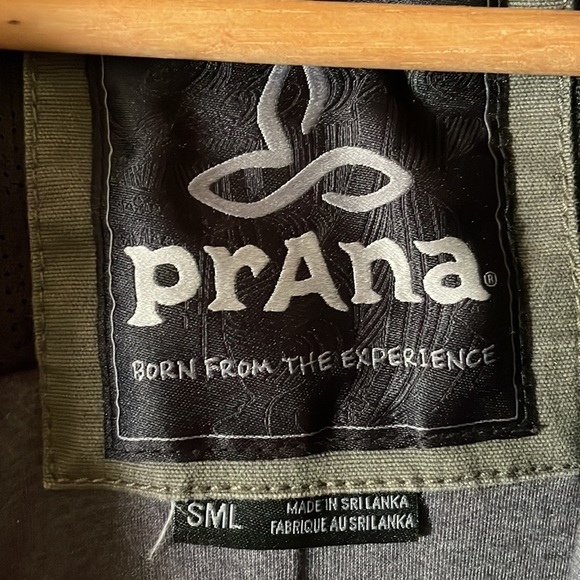 prAna®
BORN FROM THE EXPERIENCE
SML
MADE IN SRI LANKA
FABRIQUE AU SRI LANKA